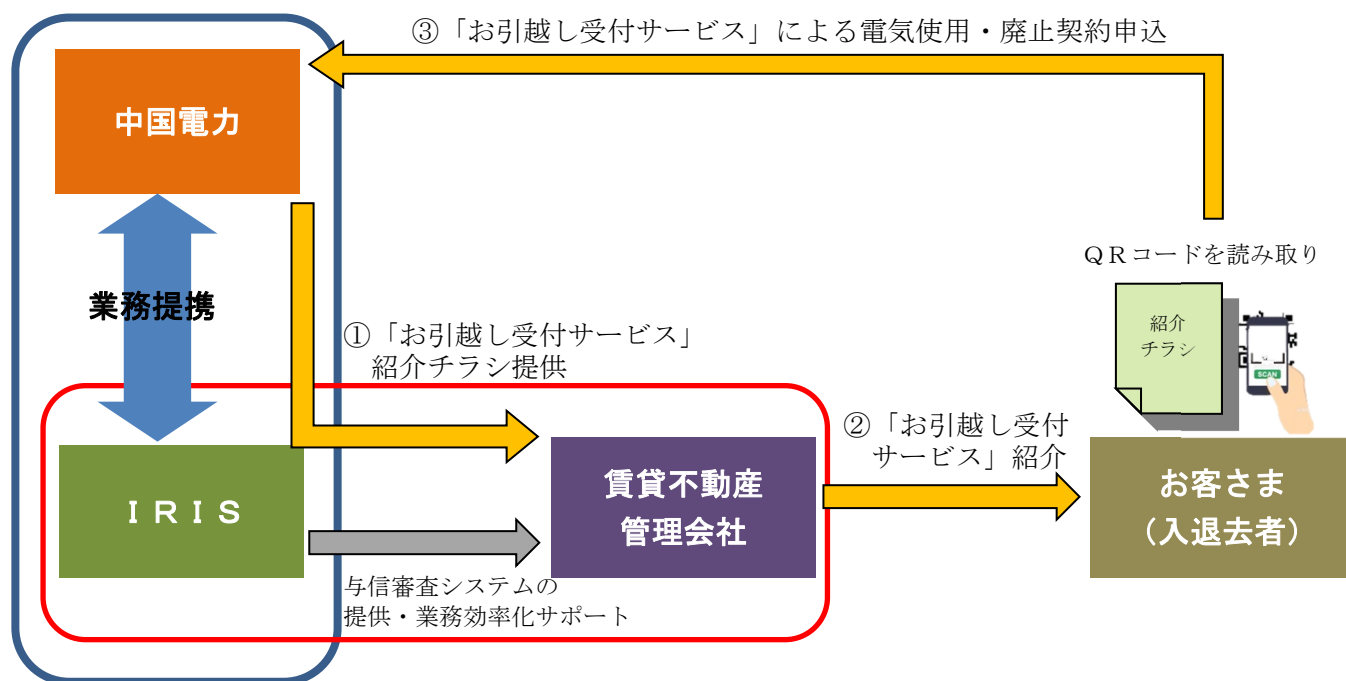 ③「お引越し受付サービス」による電気使用・廃止契約申込
中国電力
業務提携
①「お引越し受付サービス」
紹介チラシ提供
QRコードを読み取り
紹介
チラシ
SCAN
②「お引越し受付
サービス」紹介
IRIS
賃貸不動産
管理会社
お客さま
(入退去者)
与信審査システムの
提供・業務効率化サポート